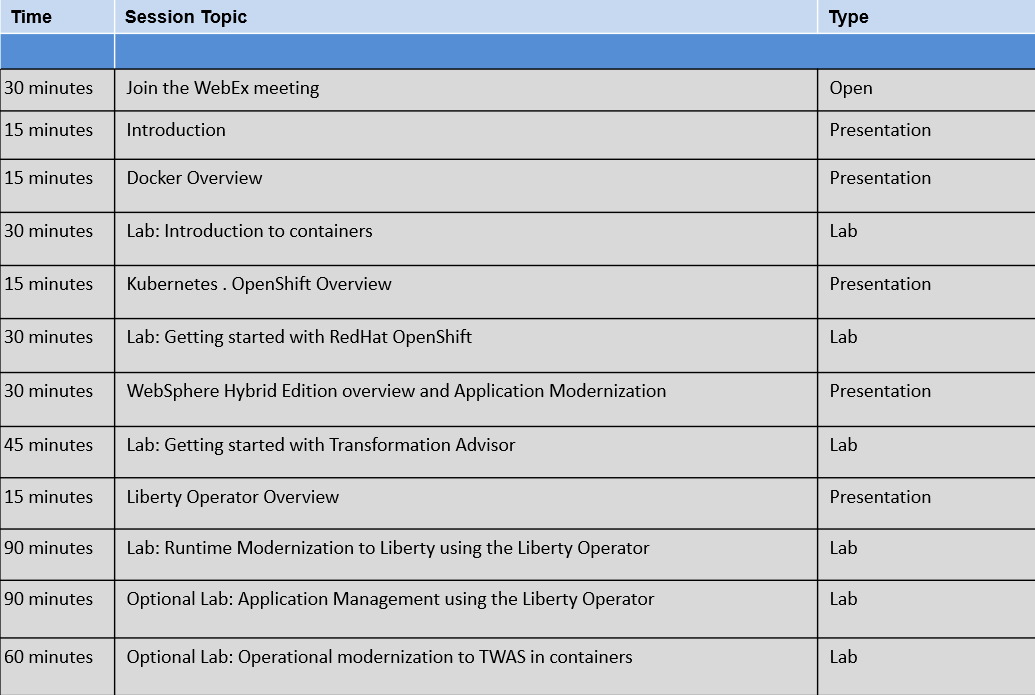 Time Session Topic Type
30 minutes Join the WebEx meeting Open
15 minutes Introduction Presentation
15 minutes Docker Overview Presentation
30 minutes Lab: Introduction to containers Lab
15 minutes Kubernetes . OpenShift Overview Presentation
30 minutes Lab: Getting started with RedHat OpenShift Lab
30 minutes WebSphere Hybrid Edition overview and Application Modernization Presentation
45 minutes Lab: Getting started with Transformation Advisor Lab
15 minutes Liberty Operator Overview Presentation
90 minutes Lab: Runtime Modernization to Liberty using the Liberty Operator Lab
90 minutes Optional Lab: Application Management using the Liberty Operator Lab
60 minutes Optional Lab: Operational modernization to TWAS in containers Lab